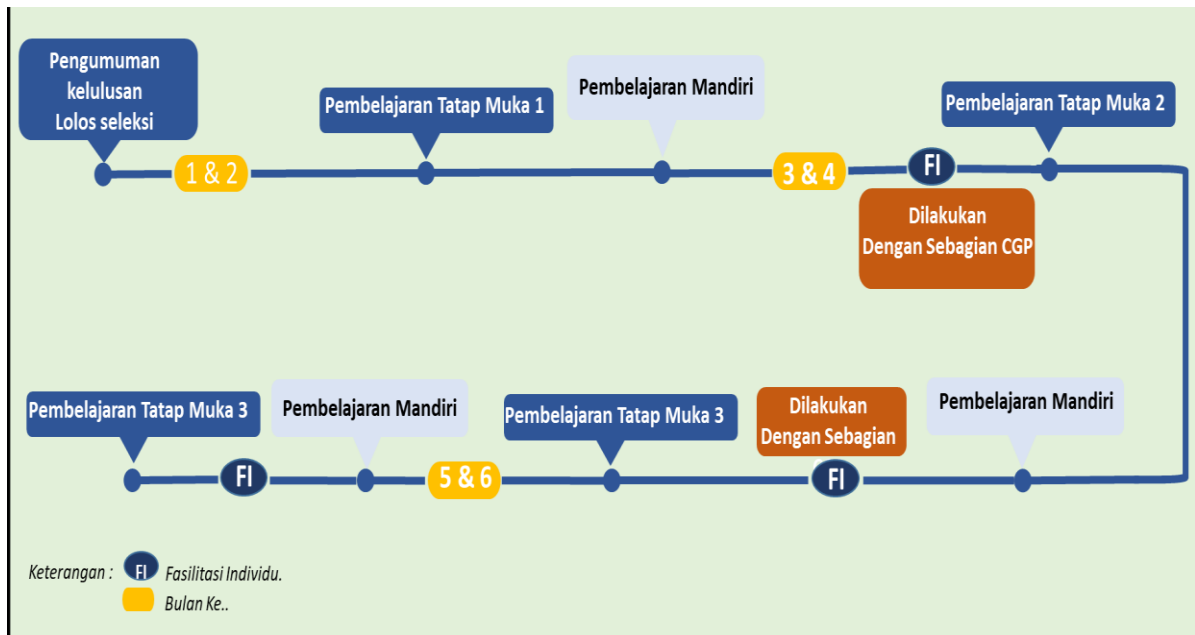 Pengumuman
kelulusan
Lolos seleksi
1 & 2
Pembelajaran Tatap Muka 1
Pembelajaran Mandiri
3 & 4
FI
Dilakukan
Dengan Sebagian CGP
Pembelajaran Tatap Muka 2
Pembelajaran Tatap Muka 3
FI
Pembelajaran Mandiri
5 & 6
Pembelajaran Tatap Muka 3
Dilakukan
Dengan Sebagian
FI
Pembelajaran Mandiri
Keterangan : FI Fasilitasi Individu.
Bulan Ke..